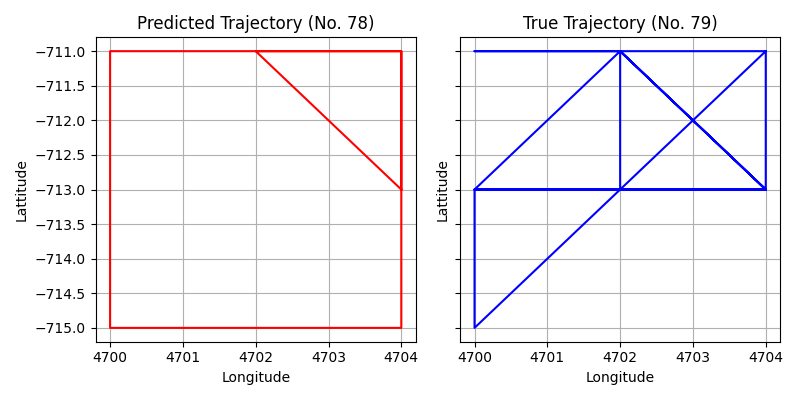 Predicted Trajectory (No. 78)
True Trajectory (No. 79)
−711.0
−711.5
−712.0
−712.5
−713.0
−713.5
−714.0
−714.5
−715.0
Lattitude
Lattitude
4700 4701 4702 4703 4704
4700 4701 4702 4703 4704
Longitude
Longitude